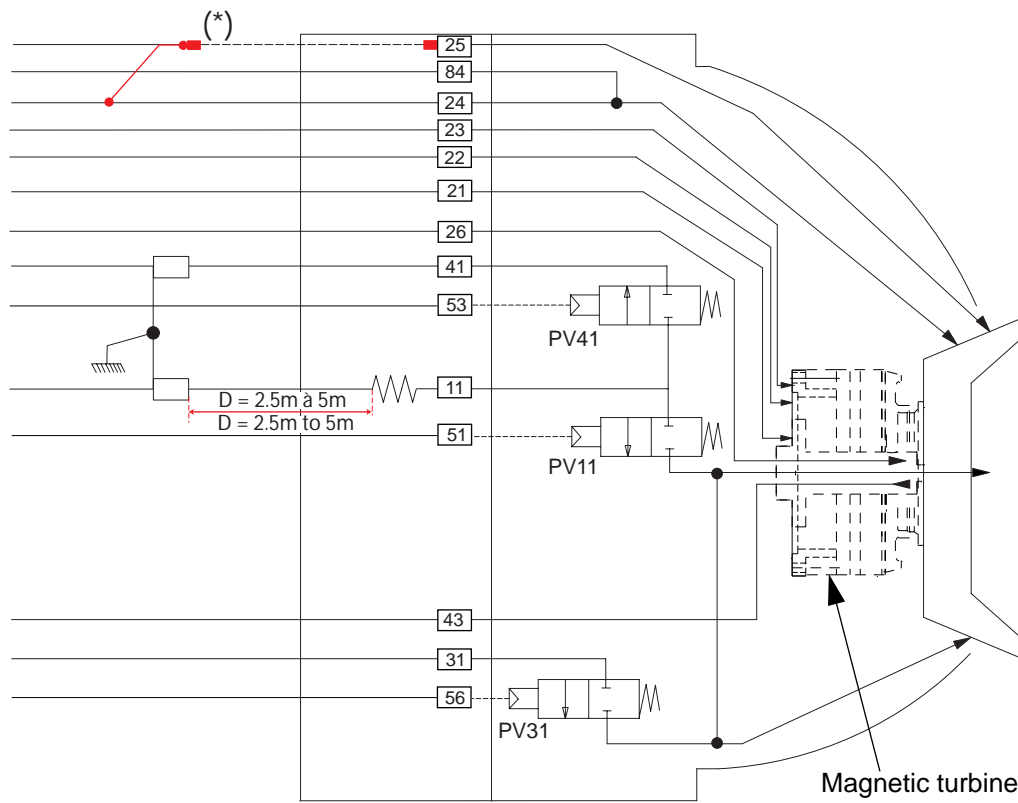 (*)
25
84
24
23
22
21
26
41
53
PV41
11
D = 2.5m à 5m
D = 2.5m to 5m
51
PV11
43
31
56
PV31
Magnetic turbine